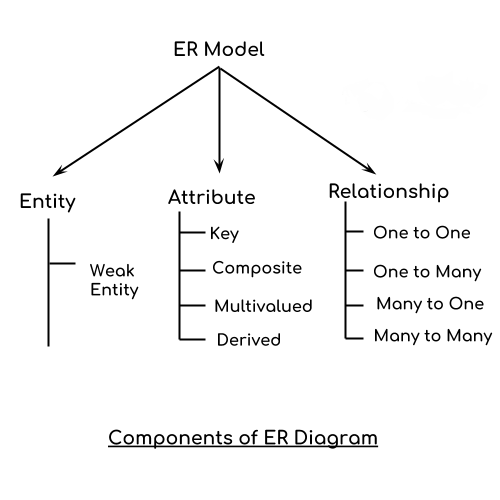 ER Model
Entity
Attribute
Relationship
Weak
Entity
Key
Composite
Multivalued
Derived
One to One
One to Many
Many to One
Many to Many
Components of ER Diagram